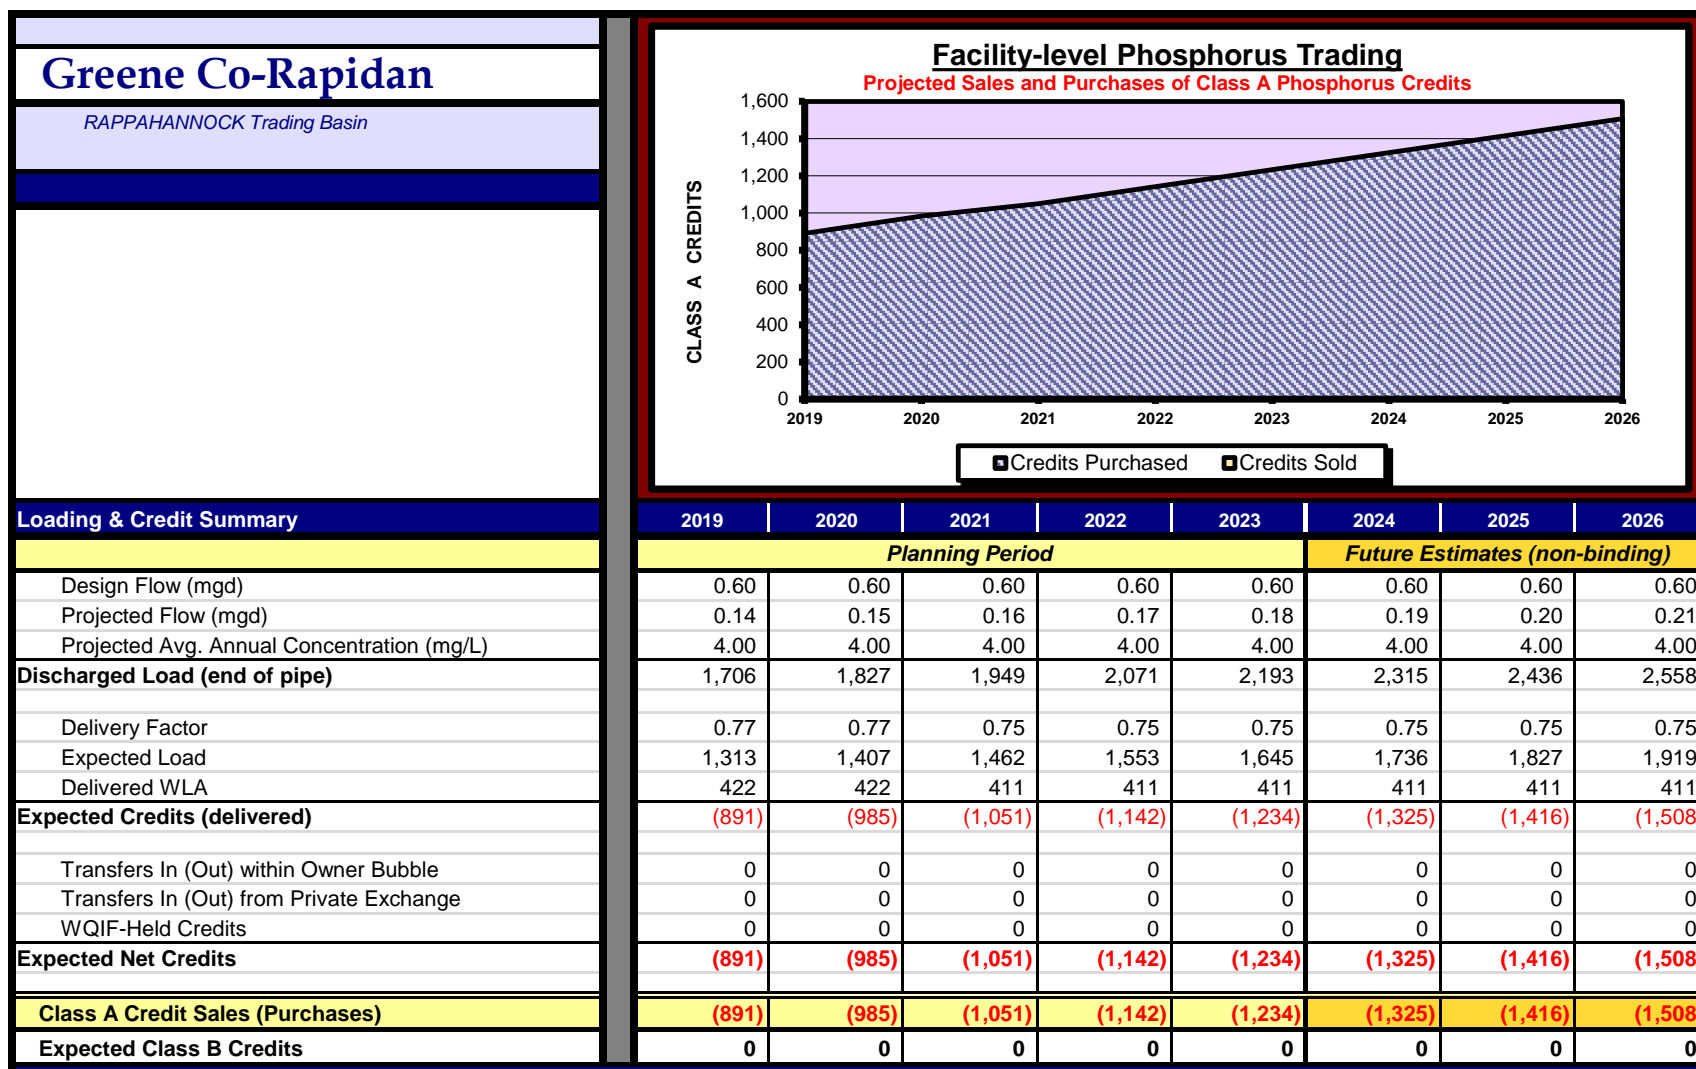 Greene Co-Rapidan
RAPPAHANNOCK Trading Basin
Facility-level Phosphorus Trading
Projected Sales and Purchases of Class A Phosphorus Credits
CLASS A CREDITS
1,600
1,400
1,200
1,000
800
600
400
200
0
2019 2020 2021 2022 2023 2024 2025 2026
Credits Purchased Credits Sold
Loading & Credit Summary 2019 2020 2021 2022 2023 2024 2025 2026
Planning Period Future Estimates (non-binding)
Design Flow (mgd) 0.60 0.60 0.60 0.60 0.60 0.60 0.60 0.60
Projected Flow (mgd) 0.14 0.15 0.16 0.17 0.18 0.19 0.20 0.21
Projected Avg. Annual Concentration (mg/L) 4.00 4.00 4.00 4.00 4.00 4.00 4.00 4.00
Discharged Load (end of pipe) 1,706 1,827 1,949 2,071 2,193 2,315 2,436 2,558
Delivery Factor 0.77 0.77 0.75 0.75 0.75 0.75 0.75 0.75
Expected Load 1,313 1,407 1,462 1,553 1,645 1,736 1,827 1,919
Delivered WLA 422 422 411 411 411 411 411 411
Expected Credits (delivered) (891) (985) (1,051) (1,142) (1,234) (1,325) (1,416) (1,508
Transfers In (Out) within Owner Bubble 0 0 0 0 0 0 0 0
Transfers In (Out) from Private Exchange 0 0 0 0 0 0 0 0
WQIF-Held Credits 0 0 0 0 0 0 0 0
Expected Net Credits (891) (985) (1,051) (1,142) (1,234) (1,325) (1,416) (1,508
Class A Credit Sales (Purchases) (891) (985) (1,051) (1,142) (1,234) (1,325) (1,416) (1,508
Expected Class B Credits 0 0 0 0 0 0 0 0